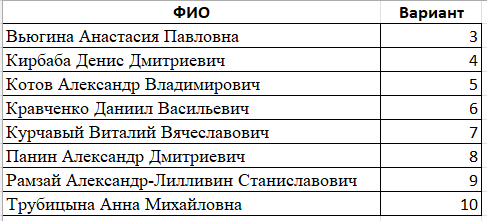 ФИО Вариант
Вьюгина Анастасия Павловна 3
Кирбаба Денис Дмитриевич 4
Котов Александр Владимирович 5
Кравченко Даниил Васильевич 6
Курчавый Виталий Вячеславович 7
Панин Александр Дмитриевич 8
Рамзай Александр-Лилливин Станиславович 9
Трубицына Анна Михайловна 10